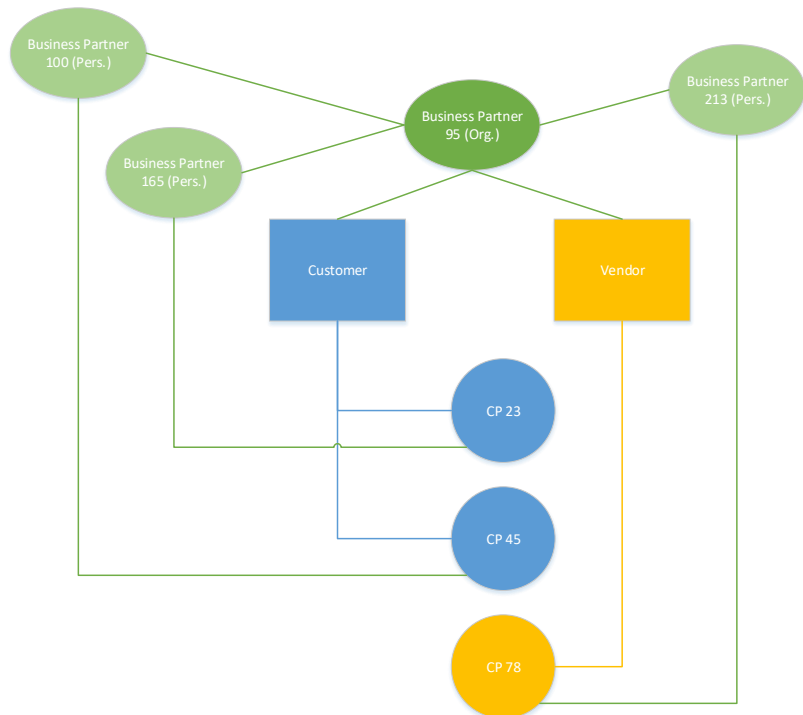 Business Partner
100 (Pers.)
Business Partner
213 (Pers.)
Business Partner
95 (Org.)
Business Partner
165 (Pers.)
Customer
Vendor
CP 23
CP 45
CP 78